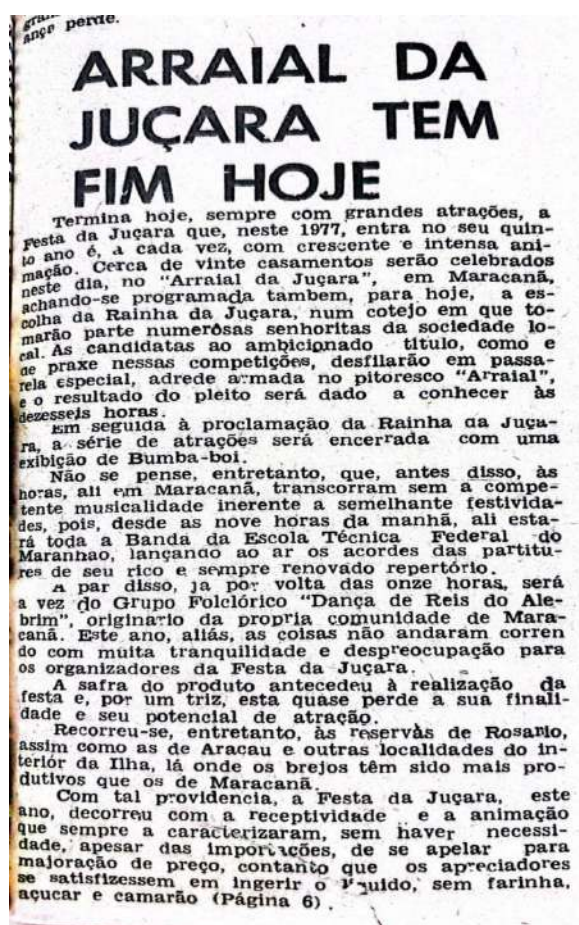 anço perde.
ARRAIAL DA
JUÇARA TEM
FIM HOJE
Termina hoje, sempre com grandes atrações, a
Festa da Juçara que, neste 1977, entra no seu quin-
to ano é, a cada vez, com crescente e intensa ani-
mação. Cerca de vinte casamentos serão celebrados
neste dia, no "Arraial da Juçara", em Maracanã,
achando-se programada tambem, para hoje, a es-
colha da Rainha da Juçara, num cotejo em que to-
marão parte numerôsas senhoritas da sociedade lo-
cal. As candidatas ao ambicionado titulo, como e
de praxe nessas competições, desfilarão em passa-
rela especial, adrede armada no pitoresco "Arraial",
e o resultado do pleito será dado a conhecer às
dezesseis horas.
Em seguida à proclamação da Rainha da Juça-
ra, a série de atrações será encerrada com uma
exibição de Bumba-boi.
Não se pense, entretanto, que, antes disso, às
horas, ali em Maracanã, transcorram sem a compe-
tente musicalidade inerente a semelhante festivida-
des, pois, desde as nove horas da manhã, ali esta-
rá toda a Banda da Escola Técnica Federal do
Maranhao, lançando ao ar os acordes das partitu-
res de seu rico e sempre renovado repertório.
A par disso, ja por volta das onze horas, será
a vez do Grupo Folclórico "Dança de Reis do Ale-
brim", originario da propria comunidade de Mara-
canã. Este ano, aliás, as coisas não andaram corren
do com muita tranquilidade e despreocupação para
os organizadores da Festa da Juçara.
A safra do produto antecedeu à realização da
festa e, por um triz, esta quase perde a sua finali-
dade e seu potencial de atração.
Recorreu-se, entretanto, às reservàs de Rosario,
assim como as de Aracau e outras localidades do in-
teriór da Ilha, lá onde os brejos têm sido mais pro-
dutivos que os de Maracanã.
Com tal providencia, a Festa da Juçara, este
ano, decorreu com a receptividade e a animação
que sempre a caracterizaram, sem haver necessi-
dade, apesar das importações, de se apelar para
majoração de preço, contanto que os apreciadores
se satisfizessem em ingerir o sem farinha,
açucar e camarão (Página 6).